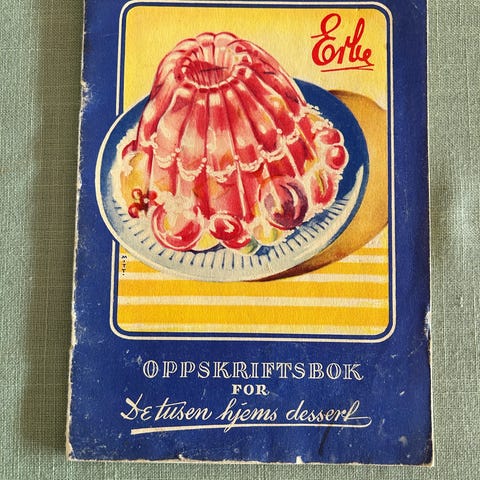 Erbe
OPPSKRIFTSBOK
FOR
De tusen hjems dessert